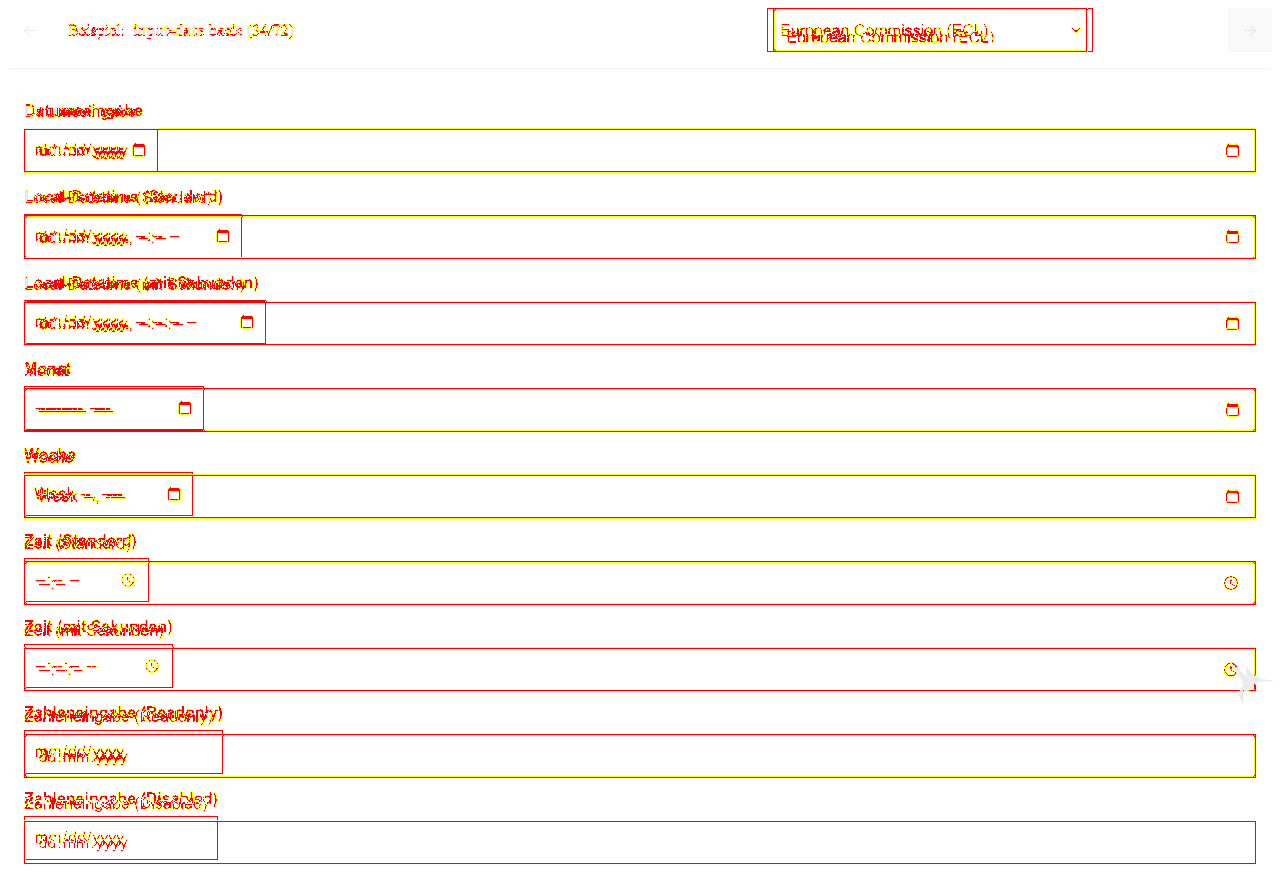 Beispiel: input-date basic (34/72)
European Commission (ECL)
Datumseingabe
mm/dd/yyyy
Local-Datetime (Standard)
mm/dd/yyyy, --:-- --
Local-Datetime (mit Sekunden)
mm/dd/yyyy, --:--:-- --
Monat
--------- ----
Woche
Week --, ----
Zeit (Standard)
--:-- --
Zeit (mit Sekunden)
--:--:-- --
Zahleneingabe (Readonly)
mm/dd/yyyy
Zahleneingabe (Disabled)
mm/dd/yyyy